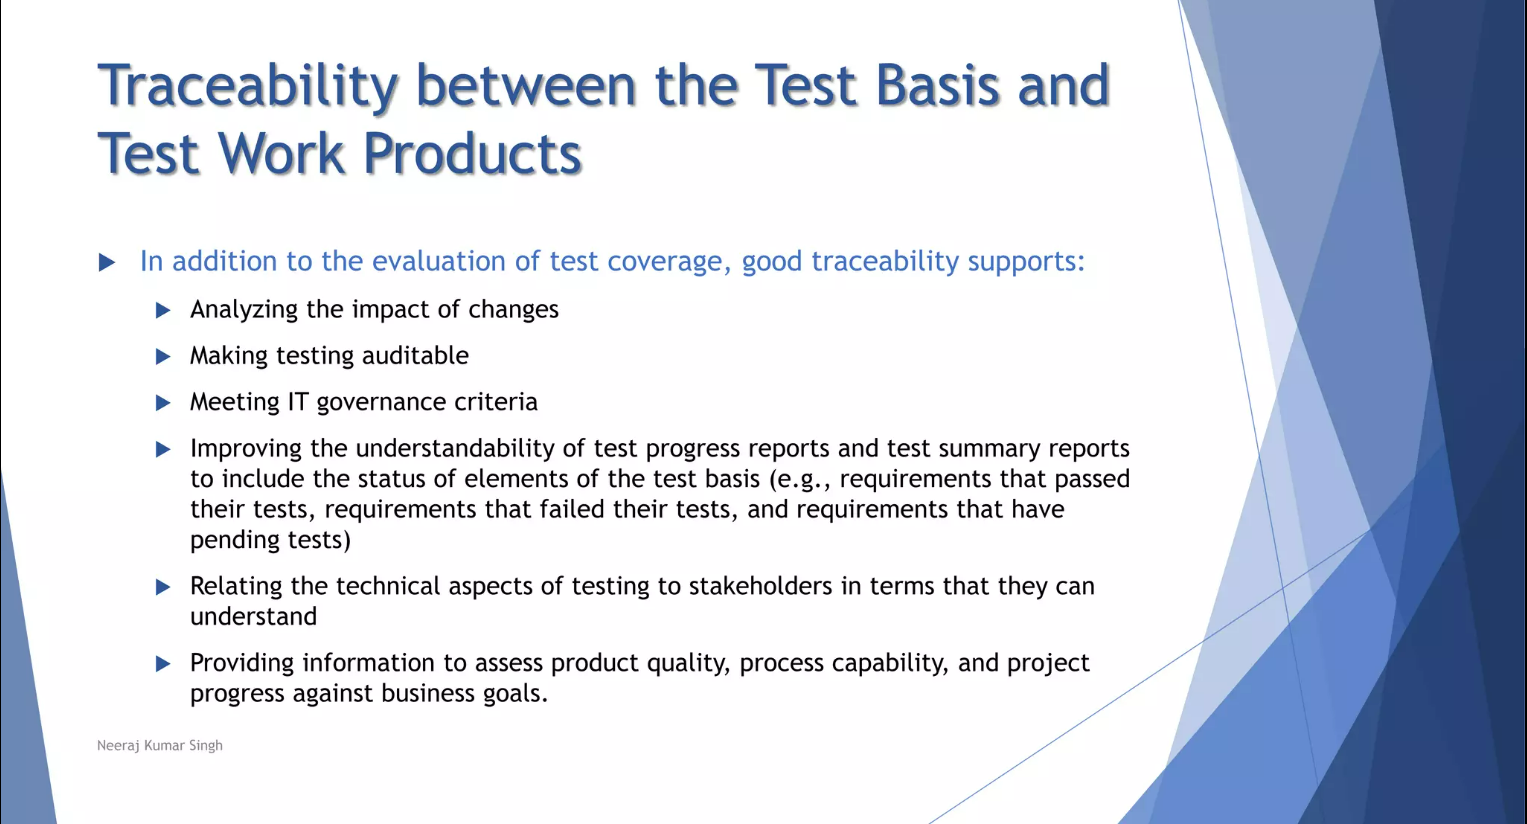 Traceability between the Test Basis and
Test Work Products
In addition to the evaluation of test coverage, good traceability supports:
Analyzing the impact of changes
Making testing auditable
Meeting IT governance criteria
Improving the understandability of test progress reports and test summary reports
to include the status of elements of the test basis (e.g., requirements that passed
their tests, requirements that failed their tests, and requirements that have
pending tests)
Relating the technical aspects of testing to stakeholders in terms that they can
understand
Providing information to assess product quality, process capability, and project
progress against business goals.
Neeraj Kumar Singh